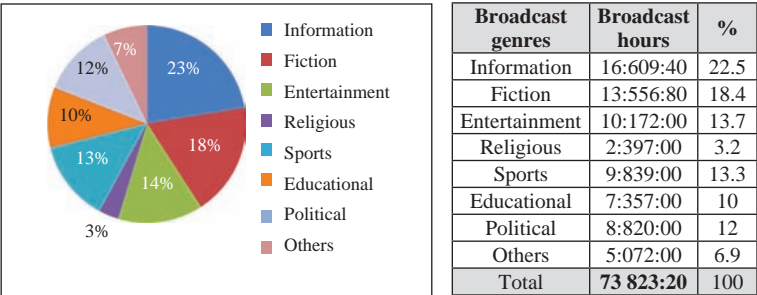 7%
23%
12%
10%
18%
13%
14%
3%
Information
Fiction
Entertainment
Religious
Sports
Educational
Political
Others
Broadcast genres Broadcast hours %
Information 16:609:40 22.5
Fiction 13:556:80 18.4
Entertainment 10:172:00 13.7
Religious 2:397:00 3.2
Sports 9:839:00 13.3
Educational 7:357:00 10
Political 8:820:00 12
Others 5:072:00 6.9
Total 73 823:20 100